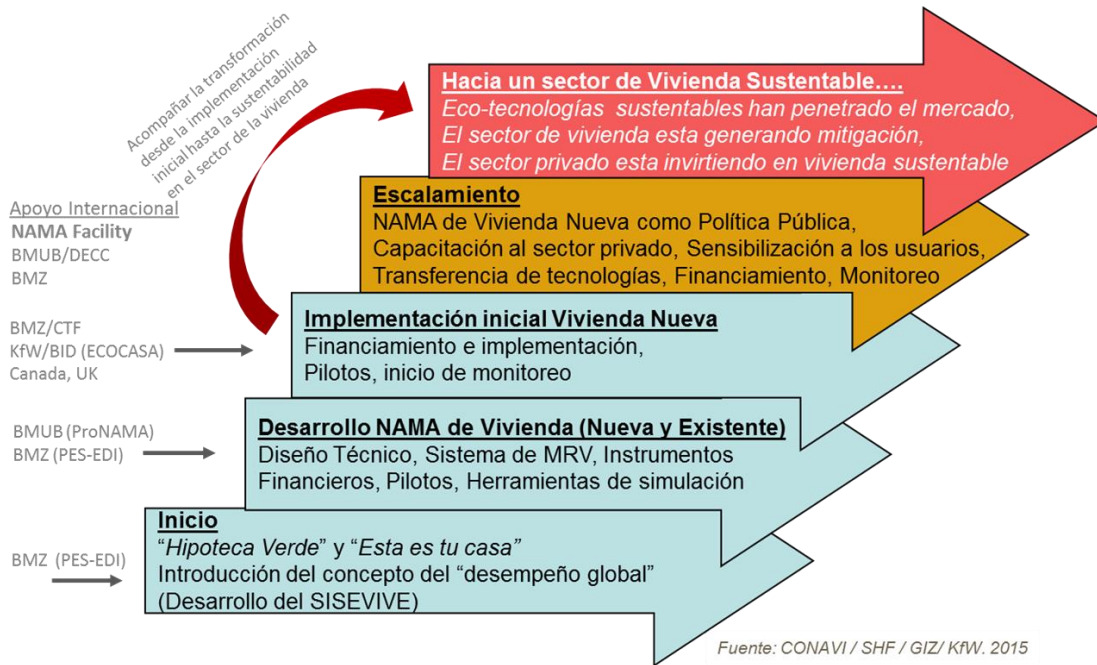 Acompañar la transformación
desde la implementación
inicial hasta la sustentabilidad
en el sector de la vivienda
Hacia un sector de Vivienda Sustentable....
Eco-tecnologías sustentables han penetrado el mercado,
El sector de vivienda esta generando mitigación,
El sector privado esta invirtiendo en vivienda sustentable
Apoyo Internacional
NAMA Facility
BMUB/DECC
BMZ
Escalamiento
NAMA de Vivienda Nueva como Política Pública,
Capacitación al sector privado, Sensibilización a los usuarios,
Transferencia de tecnologías, Financiamiento, Monitoreo
BMZ/CTF
KfW/BID (ECOCASA)
Canada, UK
Implementación inicial Vivienda Nueva
Financiamiento e implementación,
Pilotos, inicio de monitoreo
BMUB (ProNAMA)
BMZ (PES-EDI)
Desarrollo NAMA de Vivienda (Nueva y Existente)
Diseño Técnico, Sistema de MRV, Instrumentos
Financieros, Pilotos, Herramientas de simulación
BMZ (PES-EDI)
Inicio
“Hipoteca Verde” y “Esta es tu casa”
Introducción del concepto del “desempeño global”
(Desarrollo del SISEVIVE)
Fuente: CONAVI / SHF / GIZ/ KfW. 2015